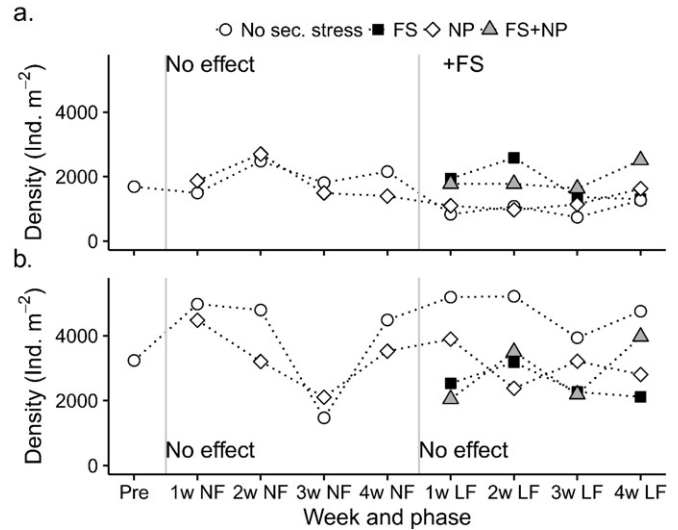 a.
No sec. stress FS NP FS+NP
No effect
+FS
4000
2000
0
Density (Ind. m⁻²)
b.
4000
2000
0
Density (Ind. m⁻²)
No effect
No effect
Pre 1w NF 2w NF 3w NF 4w NF 1w LF 2w LF 3w LF 4w LF
Week and phase